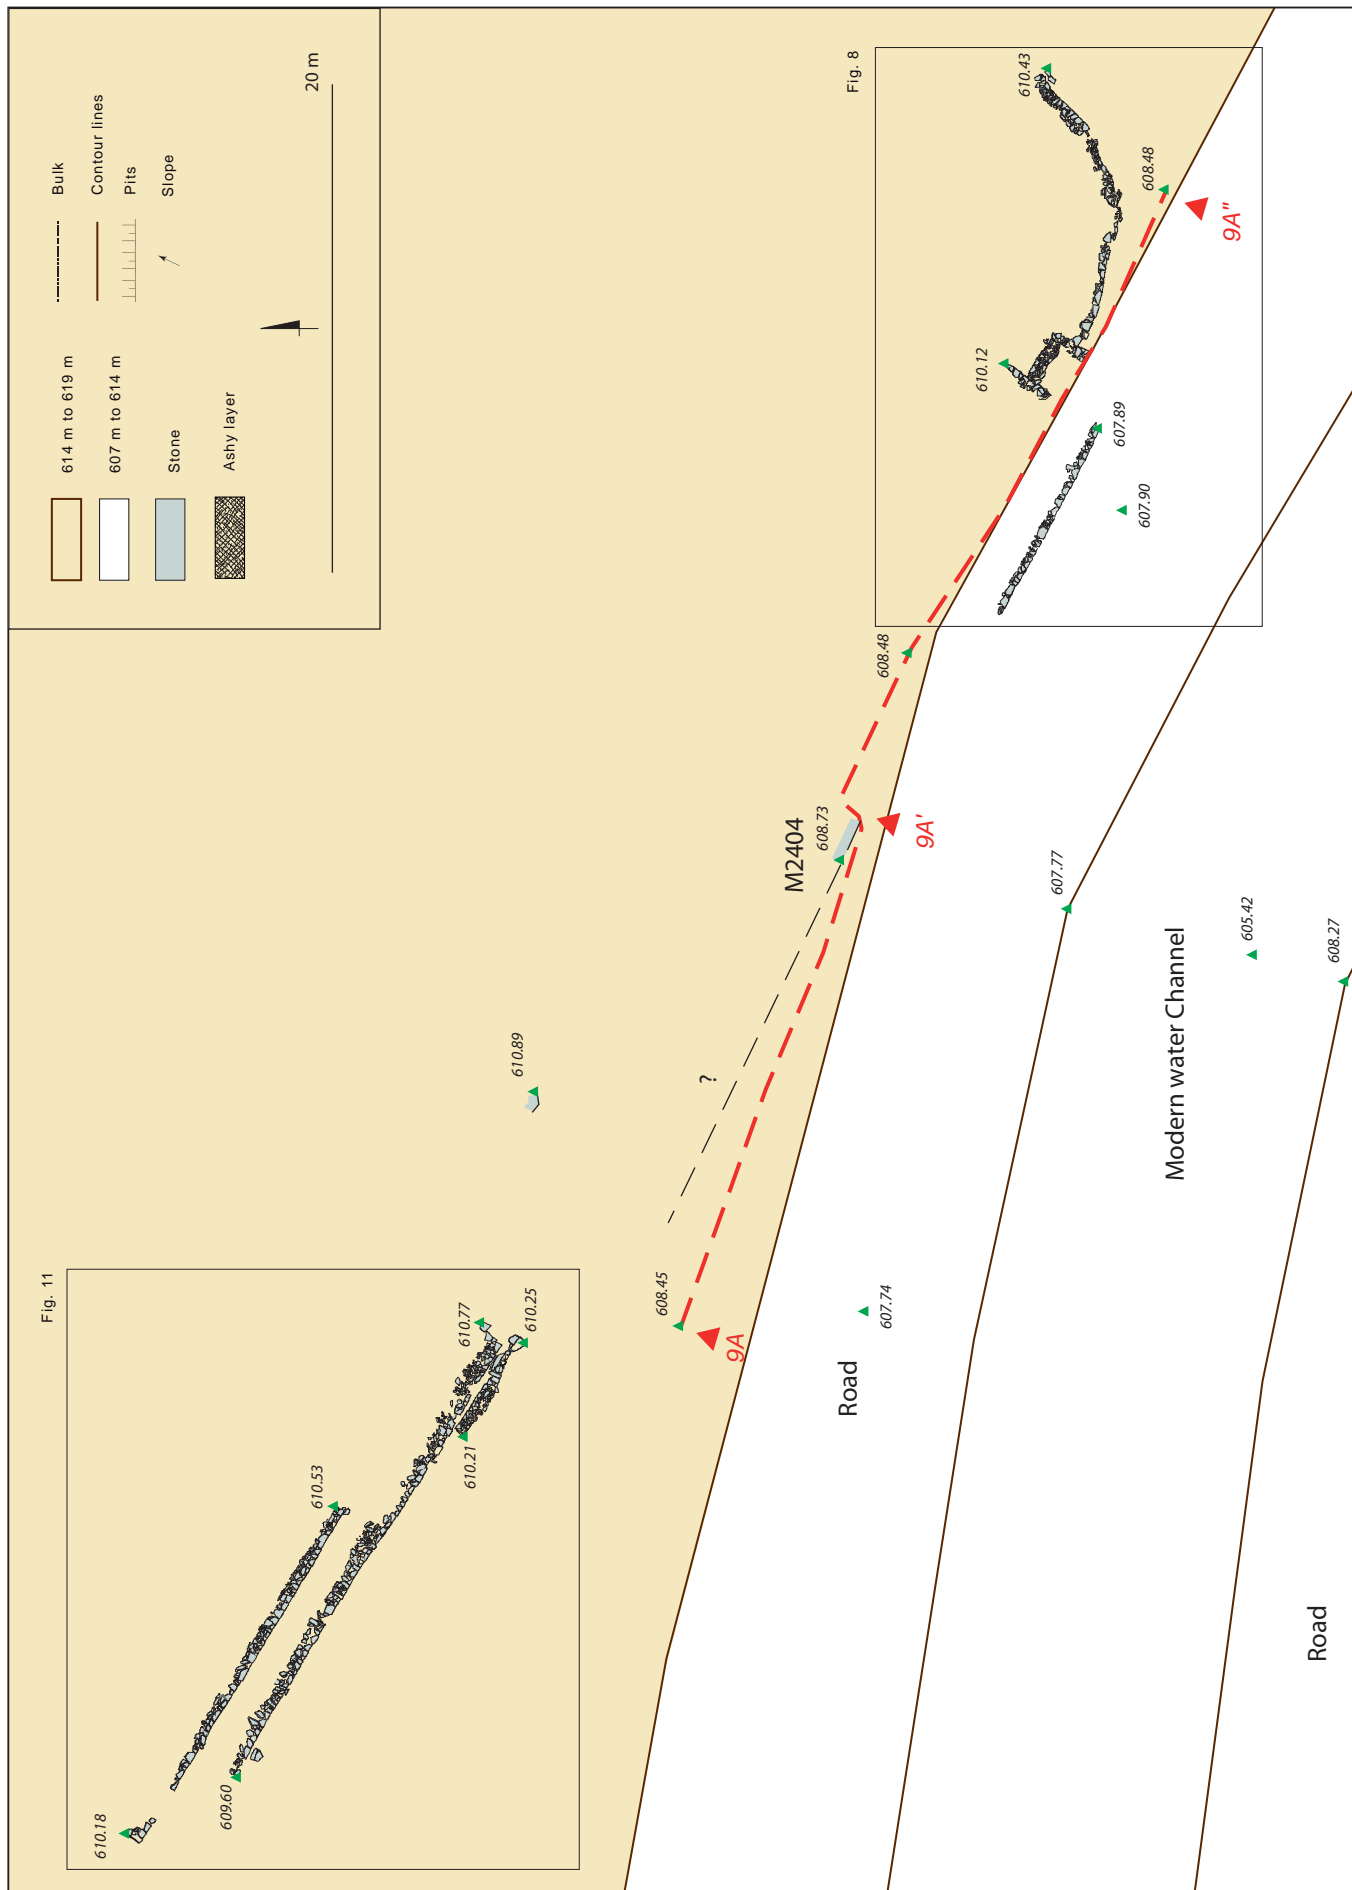 20 m
Bulk
Contour lines
Pits
Slope
614 m to 619 m
607 m to 614 m
Stone
Ashy layer
Fig. 8
610.43
608.48
9A"
610.12
607.89
607.90
608.48
M2404
608.73
9A'
607.77
605.42
608.27
Modern water Channel
610.89
?
Fig. 11
608.45
9A
607.74
Road
610.77
610.25
610.21
610.53
609.60
610.18
Road